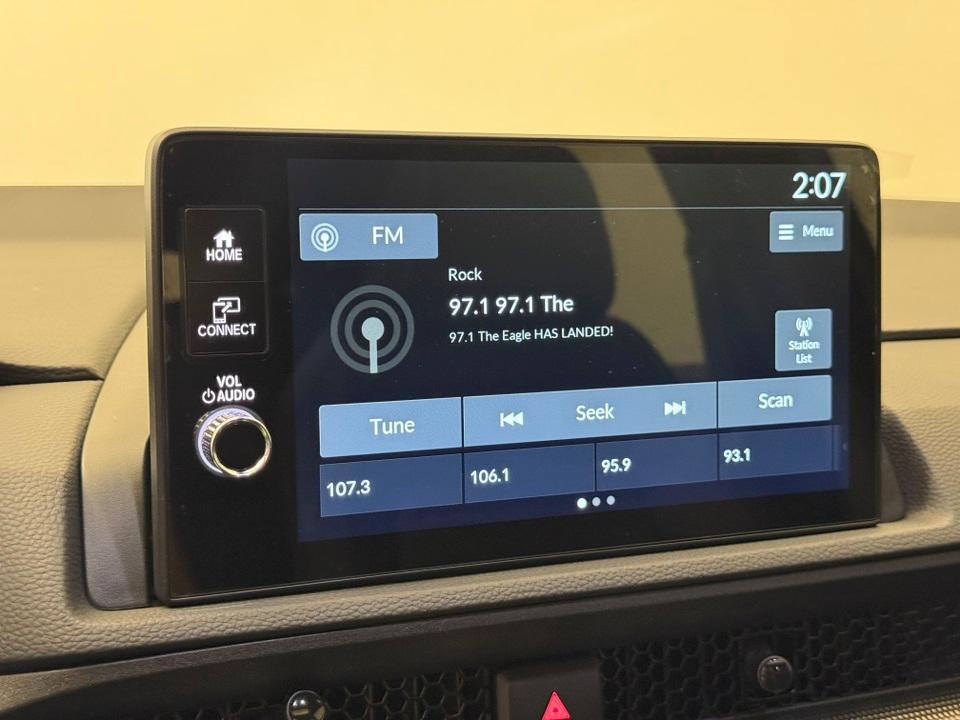 2:07
HOME
FM
Menu
Rock
97.1 97.1 The
97.1 The Eagle HAS LANDED!
CONNECT
Station
List
VOL
AUDIO
Tune
Seek
Scan
107.3
106.1
95.9
93.1